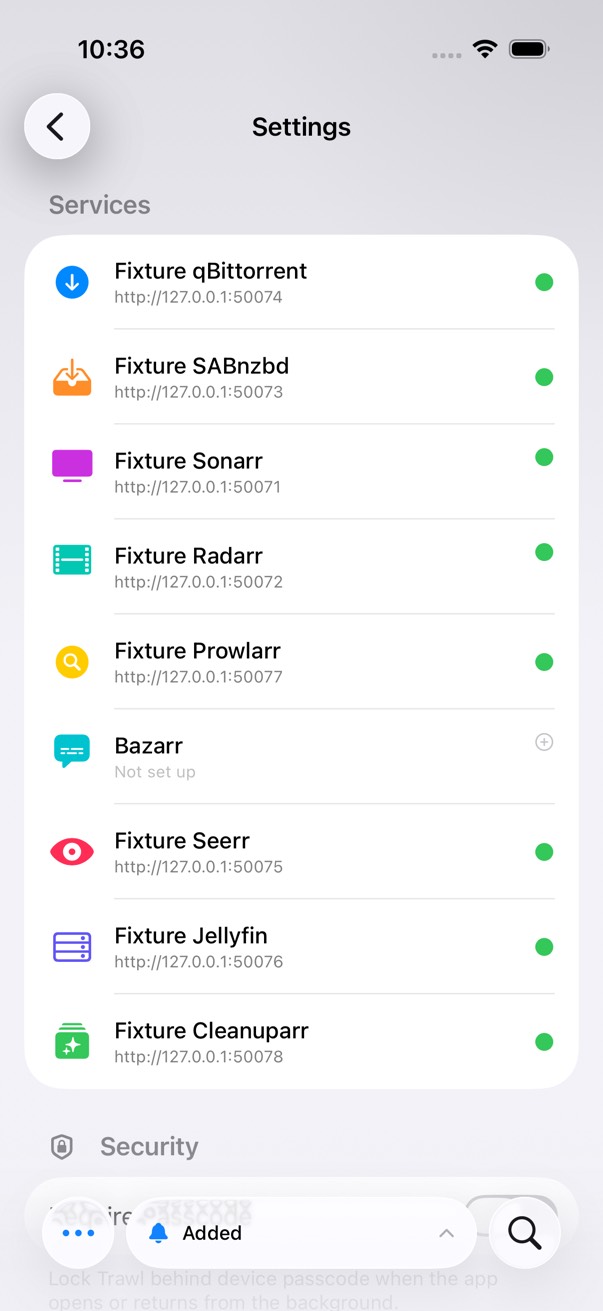 10:36
Settings
Services
Fixture qBittorrent
http://127.0.0.1:50074
Fixture SABnzbd
http://127.0.0.1:50073
Fixture Sonarr
http://127.0.0.1:50071
Fixture Radarr
http://127.0.0.1:50072
Fixture Prowlarr
http://127.0.0.1:50077
Bazarr
Not set up
Fixture Seerr
http://127.0.0.1:50075
Fixture Jellyfin
http://127.0.0.1:50076
Fixture Cleanuparr
http://127.0.0.1:50078
Security
Added
Lock Trawl behind device passcode when the app
opens or returns from the background.